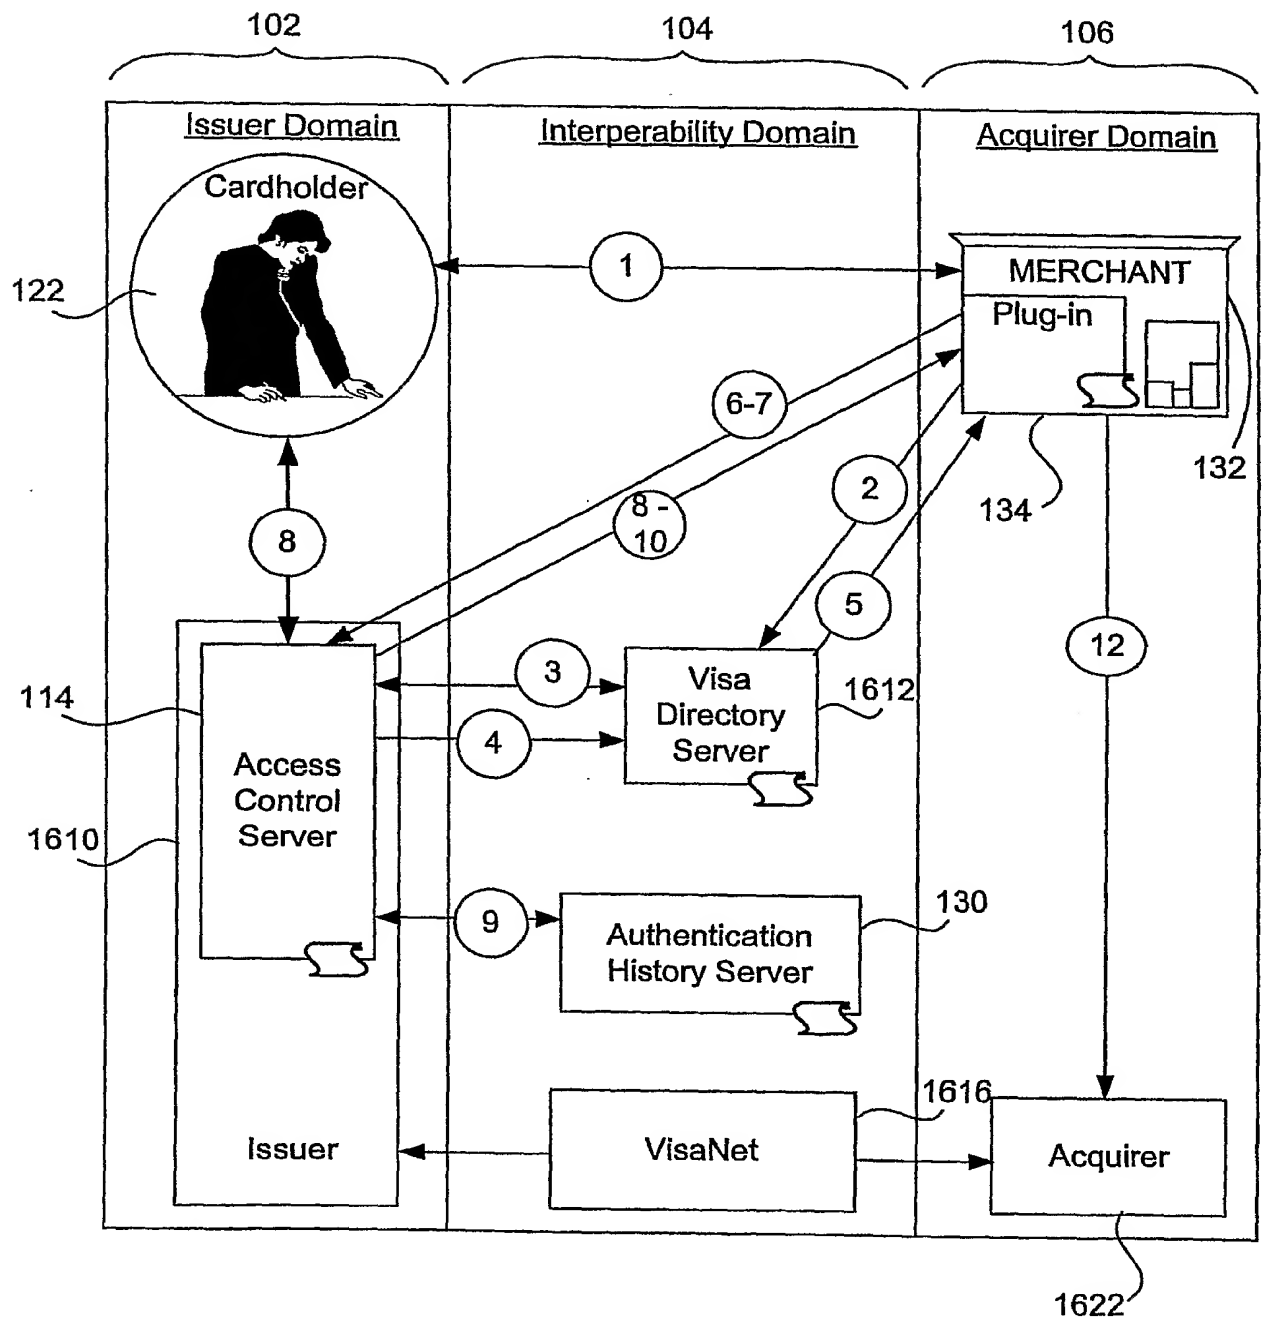 102
104
106
Issuer Domain
Interperability Domain
Acquirer Domain
Cardholder
122
1
MERCHANT
Plug-in
132
134
6-7
2
8 -
10
5
8
12
3
4
Visa
Directory
Server
1612
114
Access
Control
Server
1610
9
Authentication
History Server
130
Issuer
VisaNet
1616
Acquirer
1622